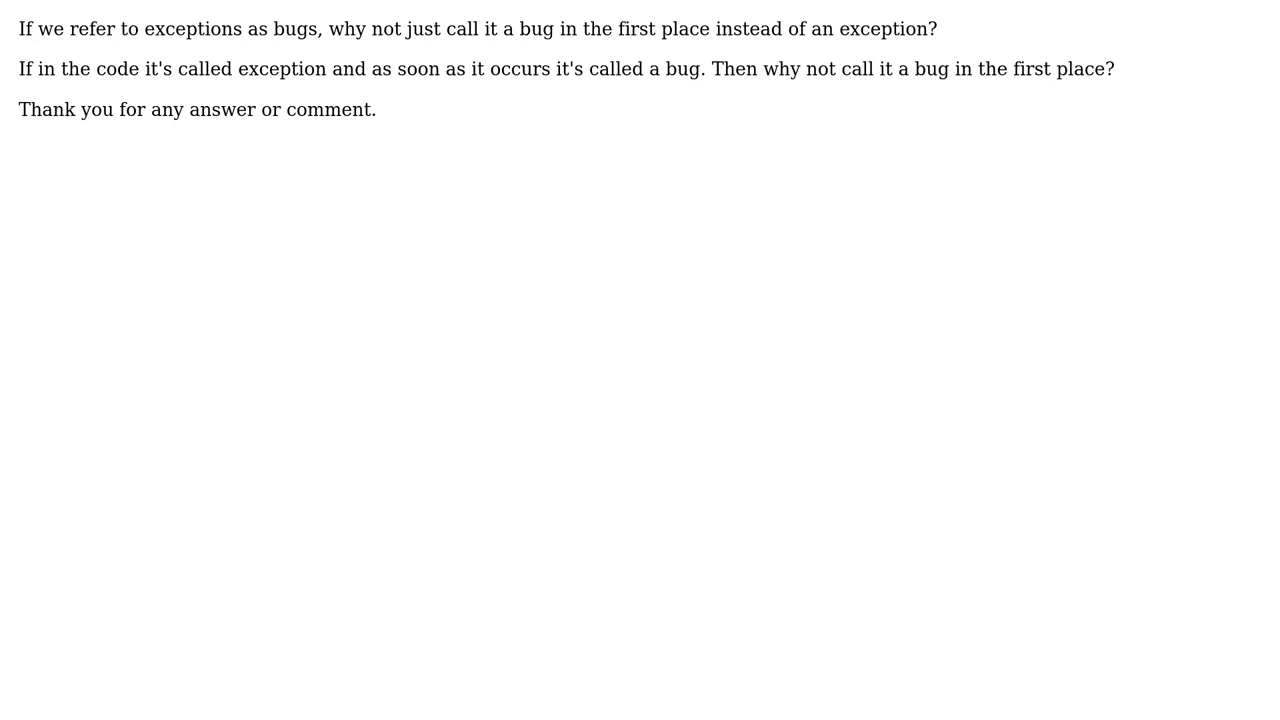 If we refer to exceptions as bugs, why not just call it a bug in the first place instead of an exception?
If in the code it's called exception and as soon as it occurs it's called a bug. Then why not call it a bug in the first place?
Thank you for any answer or comment.